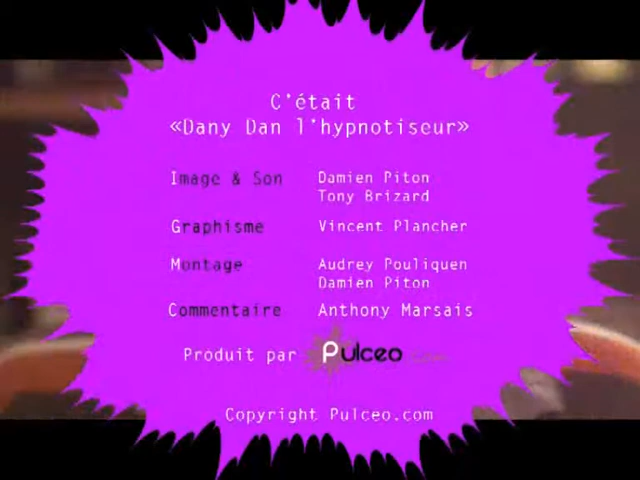 C'était
«Dany Dan l'hypnotiseur»
Image & Son Damien Piton
Tony Brizard
Graphisme Vincent Plancher
Montage Audrey Pouliquen
Damien Piton
Commentaire Anthony Marsais
Produit par Pulceo
Copyright Pulceo.com